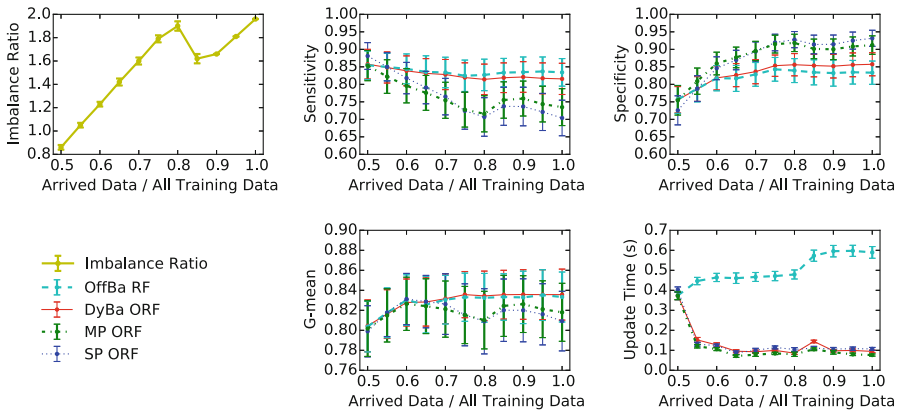 Imbalance Ratio
2.0
1.8
1.6
1.4
1.2
1.0
0.8
0.5 0.6 0.7 0.8 0.9 1.0
Arrived Data / All Training Data
Sensitivity
1.00
0.95
0.90
0.85
0.80
0.75
0.70
0.65
0.60
0.5 0.6 0.7 0.8 0.9 1.0
Arrived Data / All Training Data
Specificity
1.00
0.95
0.90
0.85
0.80
0.75
0.70
0.65
0.60
0.5 0.6 0.7 0.8 0.9 1.0
Arrived Data / All Training Data
Imbalance Ratio
OffBa RF
DyBa ORF
MP ORF
SP ORF
G-mean
0.90
0.88
0.86
0.84
0.82
0.80
0.78
0.76
0.5 0.6 0.7 0.8 0.9 1.0
Arrived Data / All Training Data
Update Time (s)
0.7
0.6
0.5
0.4
0.3
0.2
0.1
0.0
0.5 0.6 0.7 0.8 0.9 1.0
Arrived Data / All Training Data